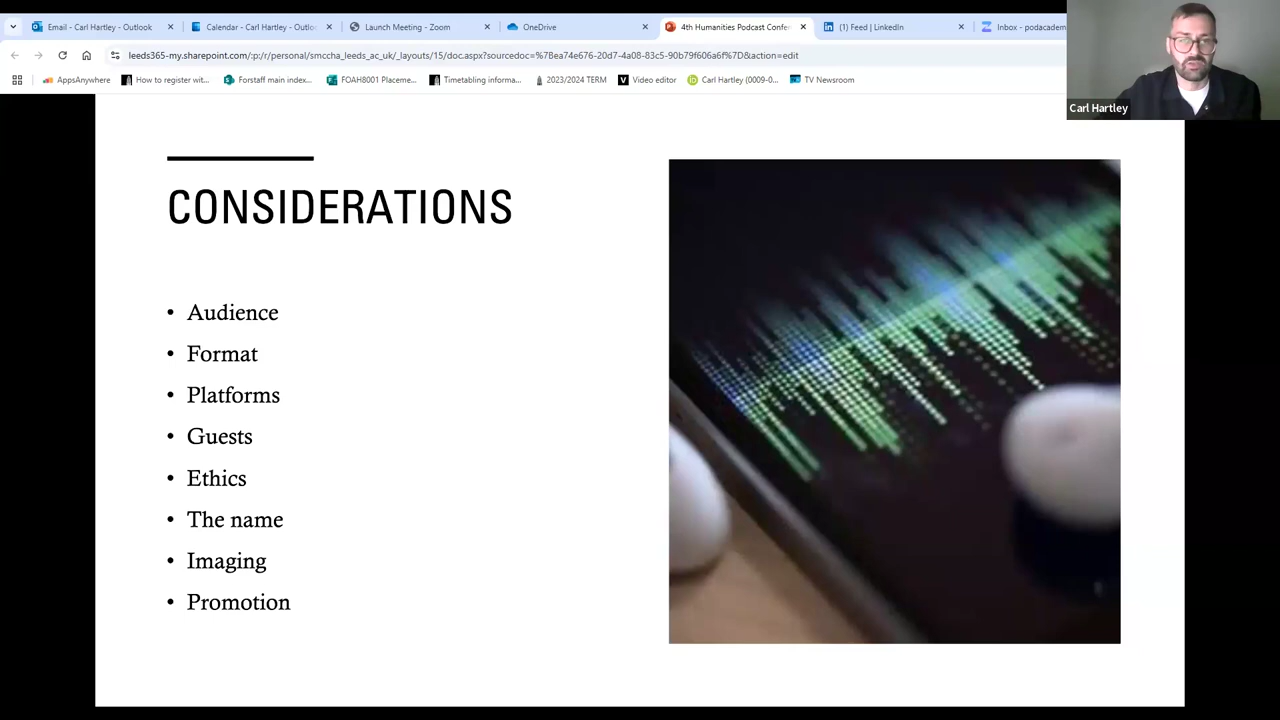 Email - Carl Hartley - Outlook
Calendar - Carl Hartley - Outlo
Launch Meeting - Zoom
OneDrive
4th Humanities Podcast Confe
(1) Feed | LinkedIn
Inbox - podacadem
leeds365-my.sharepoint.com/:p:/r/personal/smccha_leeds_ac_uk/_layouts/15/doc.aspx?sourcedoc=%7Bea74e676-20d7-4a08-83c5-90b79f606a6f%7D&action=edit
AppsAnywhere
How to register wit...
Forstaff main index...
FOAH8001 Placeme...
Timetabling informa...
2023/2024 TERM
Video editor
Carl Hartley (0009-0...
TV Newsroom
Carl Hartley
CONSIDERATIONS
• Audience
• Format
• Platforms
• Guests
• Ethics
• The name
• Imaging
• Promotion